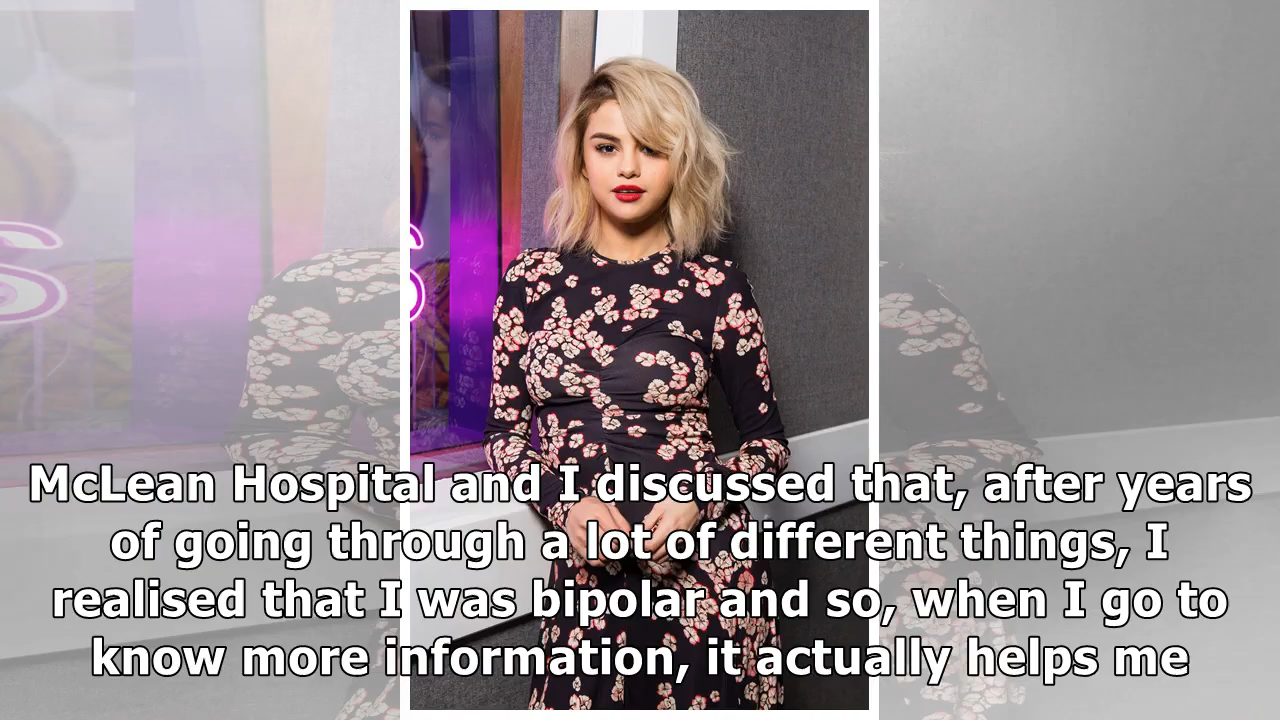 McLean Hospital and I discussed that, after years
of going through a lot of different things, I
realised that I was bipolar and so, when I go to
know more information, it actually helps me